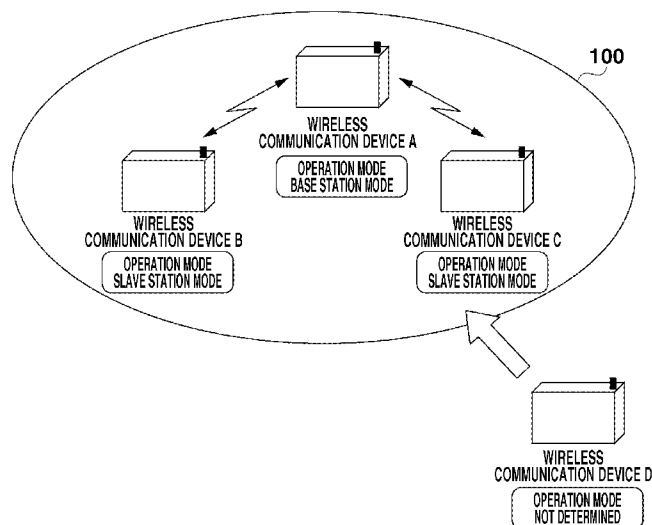 100
WIRELESS
COMMUNICATION DEVICE A
OPERATION MODE
BASE STATION MODE
WIRELESS
COMMUNICATION DEVICE B
OPERATION MODE
SLAVE STATION MODE
WIRELESS
COMMUNICATION DEVICE C
OPERATION MODE
SLAVE STATION MODE
WIRELESS
COMMUNICATION DEVICE D
OPERATION MODE
NOT DETERMINED